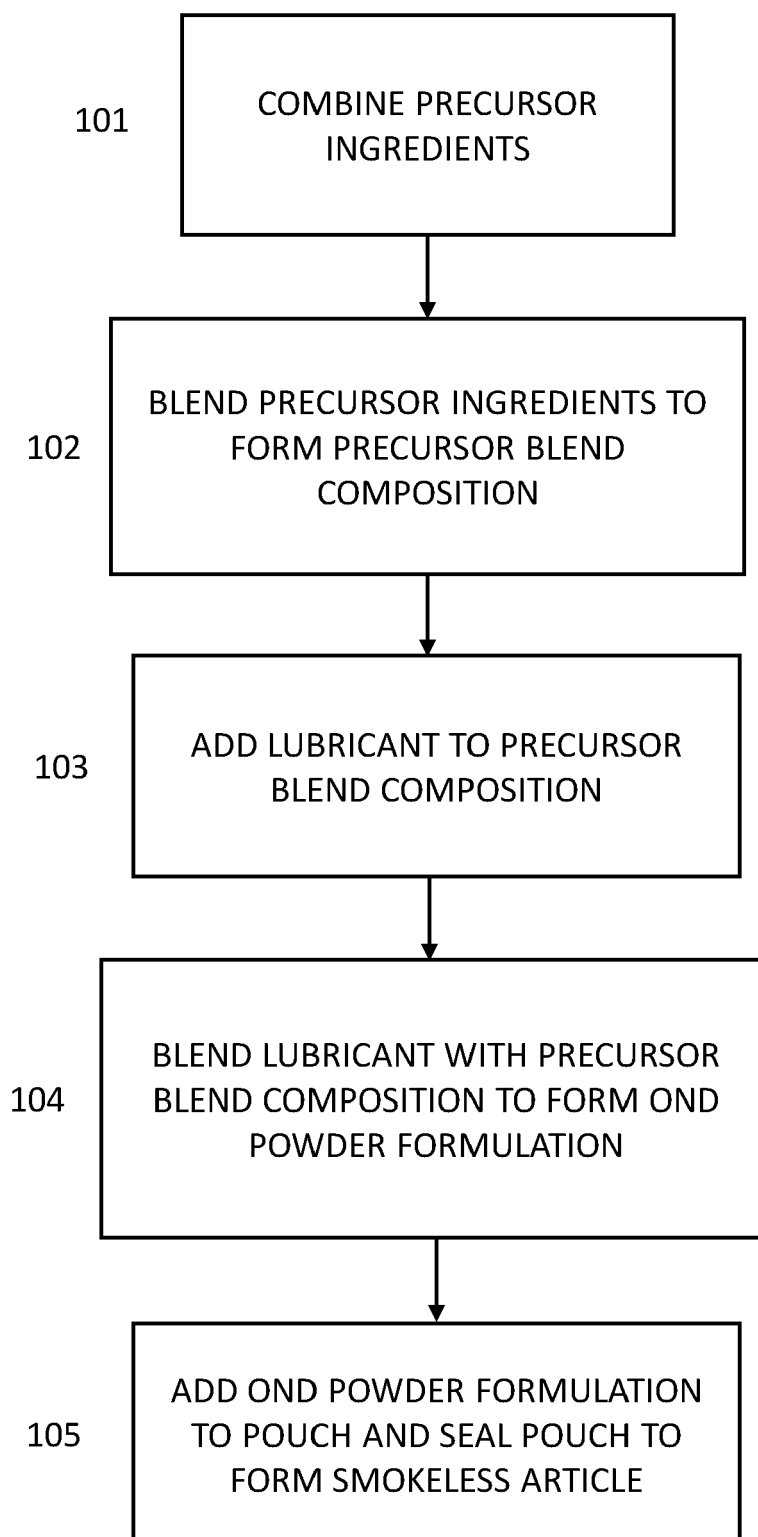 101
COMBINE PRECURSOR
INGREDIENTS
102
BLEND PRECURSOR INGREDIENTS TO
FORM PRECURSOR BLEND
COMPOSITION
103
ADD LUBRICANT TO PRECURSOR
BLEND COMPOSITION
104
BLEND LUBRICANT WITH PRECURSOR
BLEND COMPOSITION TO FORM OND
POWDER FORMULATION
105
ADD OND POWDER FORMULATION
TO POUCH AND SEAL POUCH TO
FORM SMOKELESS ARTICLE